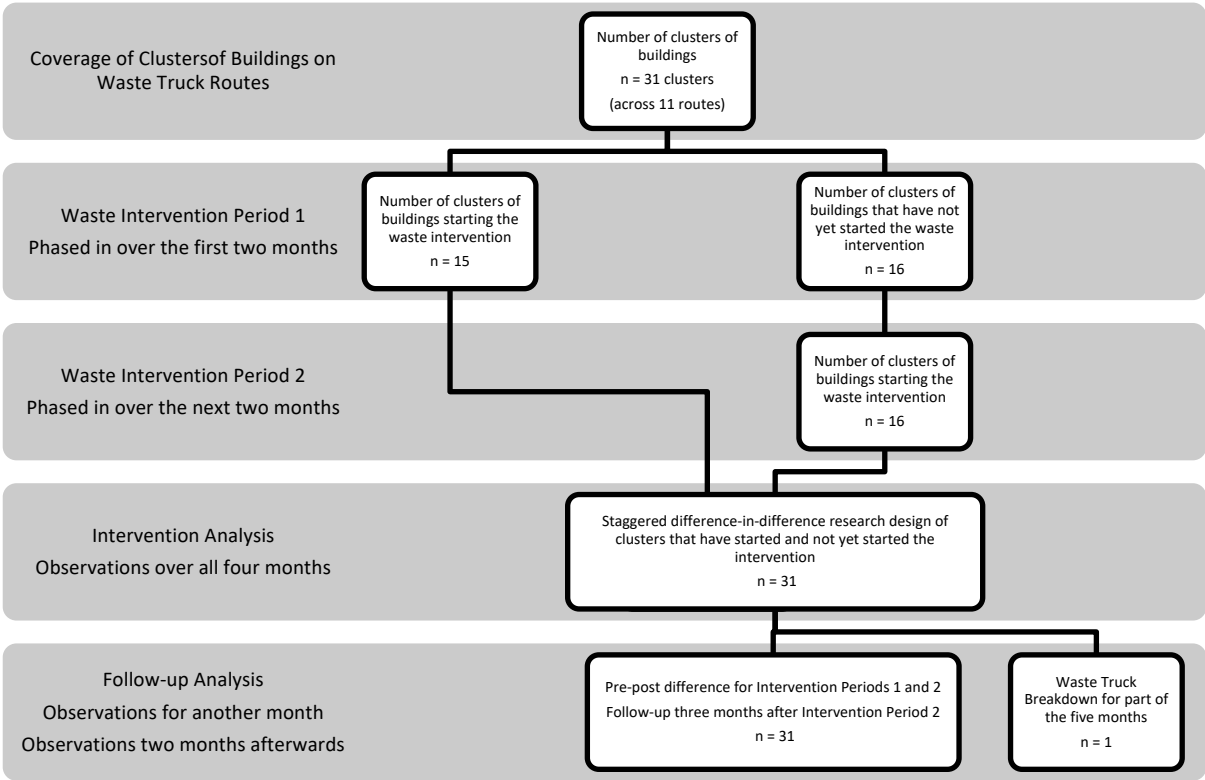 Coverage of Clustersof Buildings on
Waste Truck Routes
Number of clusters of
buildings
n = 31 clusters
(across 11 routes)
Waste Intervention Period 1
Phased in over the first two months
Number of clusters of
buildings starting the
waste intervention
n = 15
Number of clusters of
buildings that have not
yet started the waste
intervention
n = 16
Waste Intervention Period 2
Phased in over the next two months
Number of clusters of
buildings starting the
waste intervention
n = 16
Intervention Analysis
Observations over all four months
Staggered difference-in-difference research design of
clusters that have started and not yet started the
intervention
n = 31
Follow-up Analysis
Observations for another month
Observations two months afterwards
Pre-post difference for Intervention Periods 1 and 2
Follow-up three months after Intervention Period 2
n = 31
Waste Truck
Breakdown for part of
the five months
n = 1